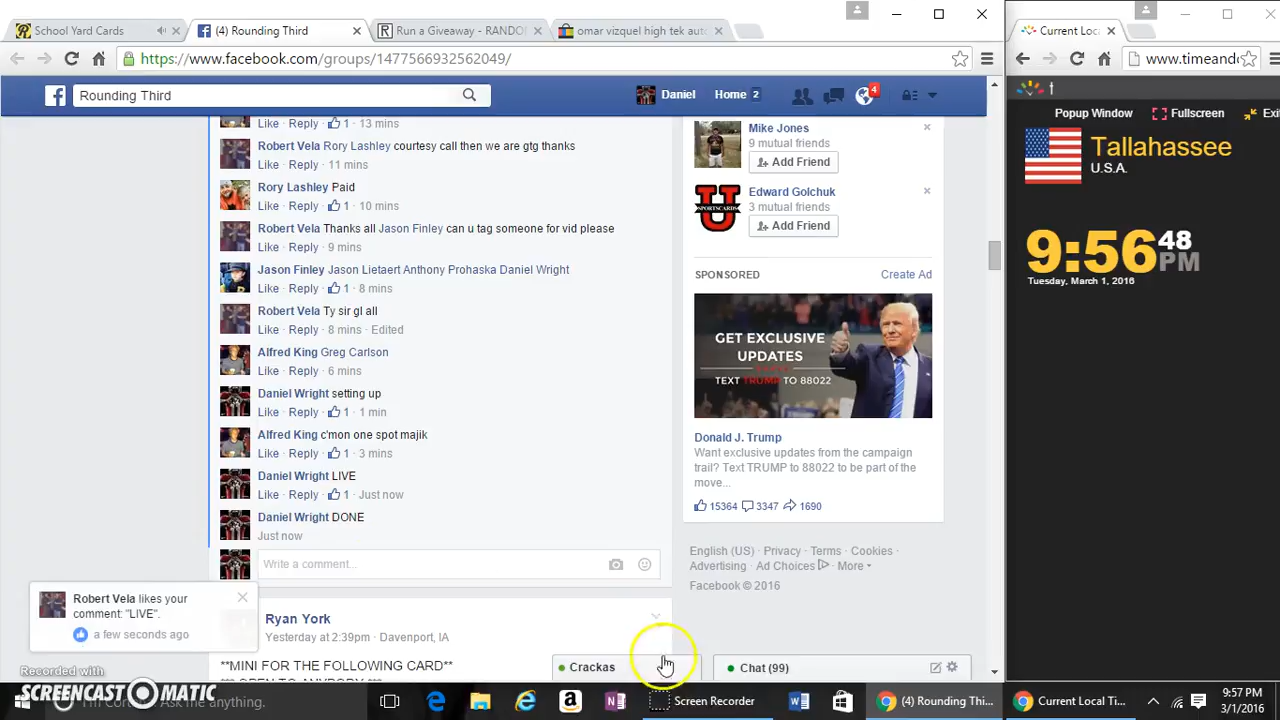 School Yard Cards
(4) Rounding Third
Run a Giveaway - RANDO
omar vizquel high tek auto
Current Loca
https://www.facebook.com/groups/1477566932562049/
www.timeand
Rounding Third
Daniel
Home 2
4
t
Popup Window
Fullscreen
Exi
Like · Reply · 1 · 13 mins
Robert Vela Rory Lashley courtesy call then we are gtg thanks
Like · Reply · 11 mins
Rory Lashley Paid
Like · Reply · 1 · 10 mins
Robert Vela Thanks all Jason Finley can u tag someone for vid please
Like · Reply · 9 mins
Jason Finley Jason Lietaert Anthony Prohaska Daniel Wright
Like · Reply · 1 · 8 mins
Robert Vela Ty sir gl all
Like · Reply · 8 mins · Edited
Alfred King Greg Carlson
Like · Reply · 6 mins
Daniel Wright setting up
Like · Reply · 1 · 1 min
Alfred King c'mon one spot majik
Like · Reply · 1 · 3 mins
Daniel Wright LIVE
Like · Reply · 1 · Just now
Daniel Wright DONE
Just now
Write a comment...
Ryan York
Yesterday at 2:39pm · Davenport, IA
**MINI FOR THE FOLLOWING CARD**
Robert Vela likes your
comment: "LIVE".
a few seconds ago
Mike Jones
9 mutual friends
Add Friend
U
SPORTSCARDS
Edward Golchuk
3 mutual friends
Add Friend
SPONSORED
Create Ad
GET EXCLUSIVE
UPDATES
TEXT TRUMP TO 88022
Donald J. Trump
Want exclusive updates from the campaign
trail? Text TRUMP to 88022 to be part of the
move...
15364 3347 1690
English (US) · Privacy · Terms · Cookies ·
Advertising · Ad Choices · More
Facebook © 2016
Crackas
Chat (99)
Tallahassee
U.S.A.
9:56 48 PM
Tuesday, March 1, 2016
Recorded with
SCREENCAST-O-MATIC
Ask me anything.
Screen Recorder
(4) Rounding Thi...
Current Local Ti...
9:57 PM
3/1/2016